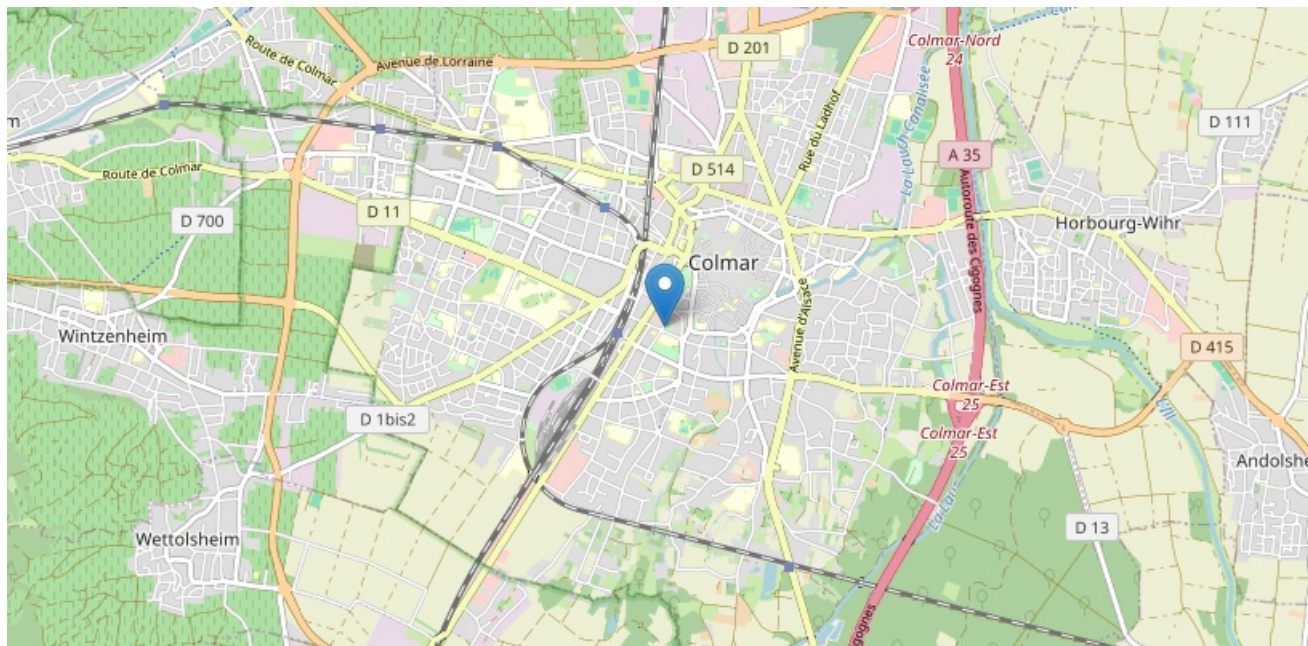 Colmar-Nord
24
D 201
Route de Colmar
Avenue de Lorraine
D 111
m
La Lauch Canalisée
Rue du Ladhof
A 35
Route de Colmar
D 514
D 11
D 700
Autoroute des Cigognes
Horbourg-Wihr
Colmar
Avenue d'Alsace
Wintzenheim
D 415
Colmar-Est
25
D 1bis2
L'Ill
Colmar-Est
25
Andolshe
La Lauch
D 13
Wettolsheim
gognes